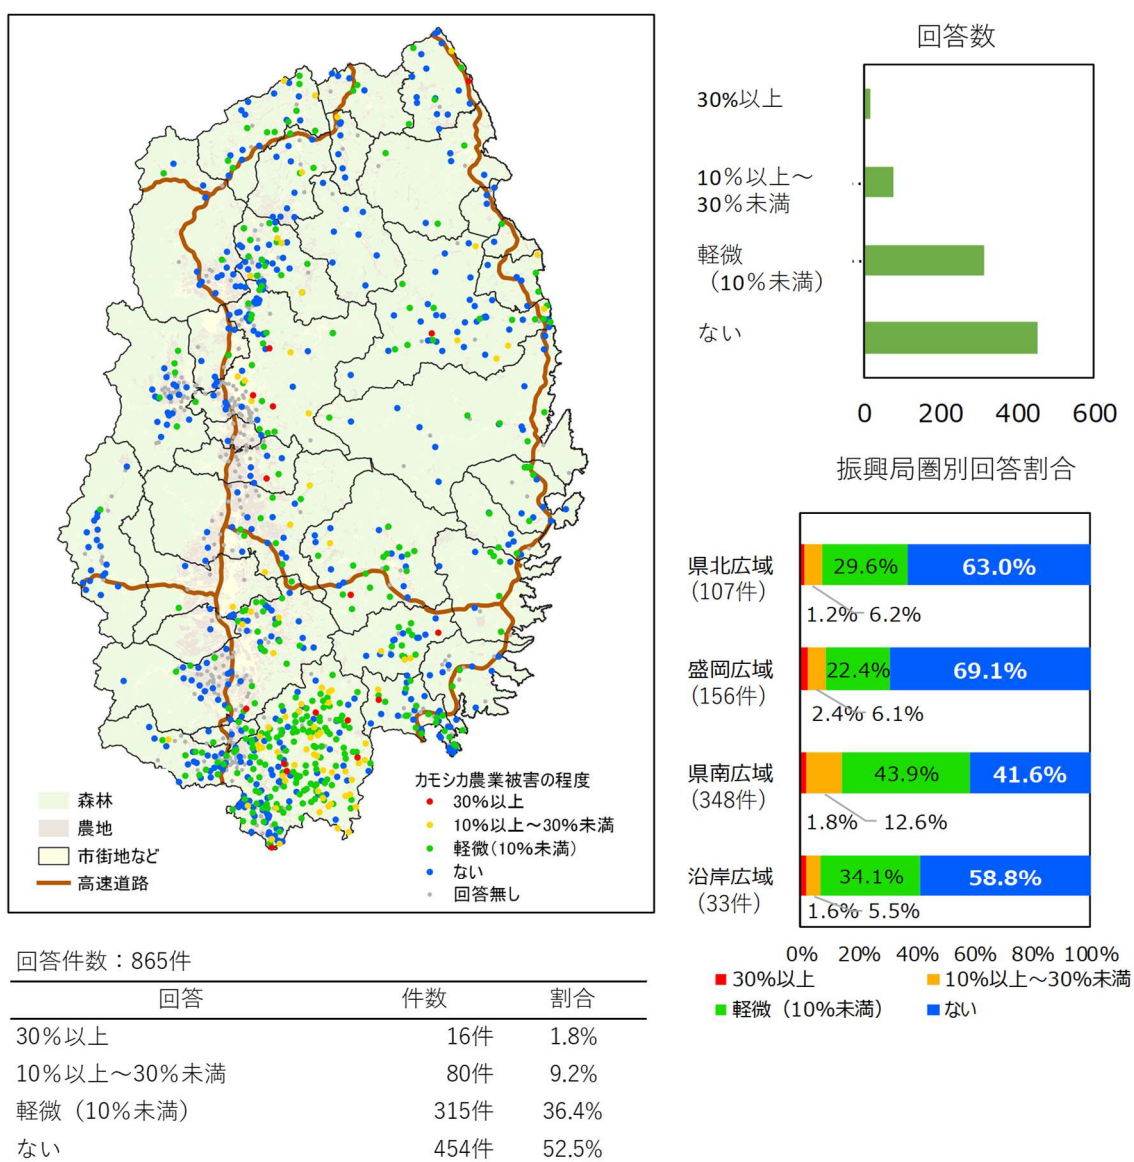 回答数
30%以上
10%以上～
30%未満
軽微
（10%未満）
ない
0 200 400 600
振興局圏別回答割合
県北広域
(107件)
29.6% 63.0%
1.2% 6.2%
盛岡広域
(156件)
22.4% 69.1%
2.4% 6.1%
県南広域
(348件)
43.9% 41.6%
1.8% 12.6%
沿岸広域
(33件)
34.1% 58.8%
1.6% 5.5%
0% 20% 40% 60% 80% 100%
30%以上 10%以上～30%未満
軽微（10%未満） ない
森林
農地
市街地など
高速道路
カモシカ農業被害の程度
30%以上
10%以上～30%未満
軽微(10%未満)
ない
回答無し
回答件数：865件
回答 件数 割合
30%以上 16件 1.8%
10%以上～30%未満 80件 9.2%
軽微（10%未満） 315件 36.4%
ない 454件 52.5%